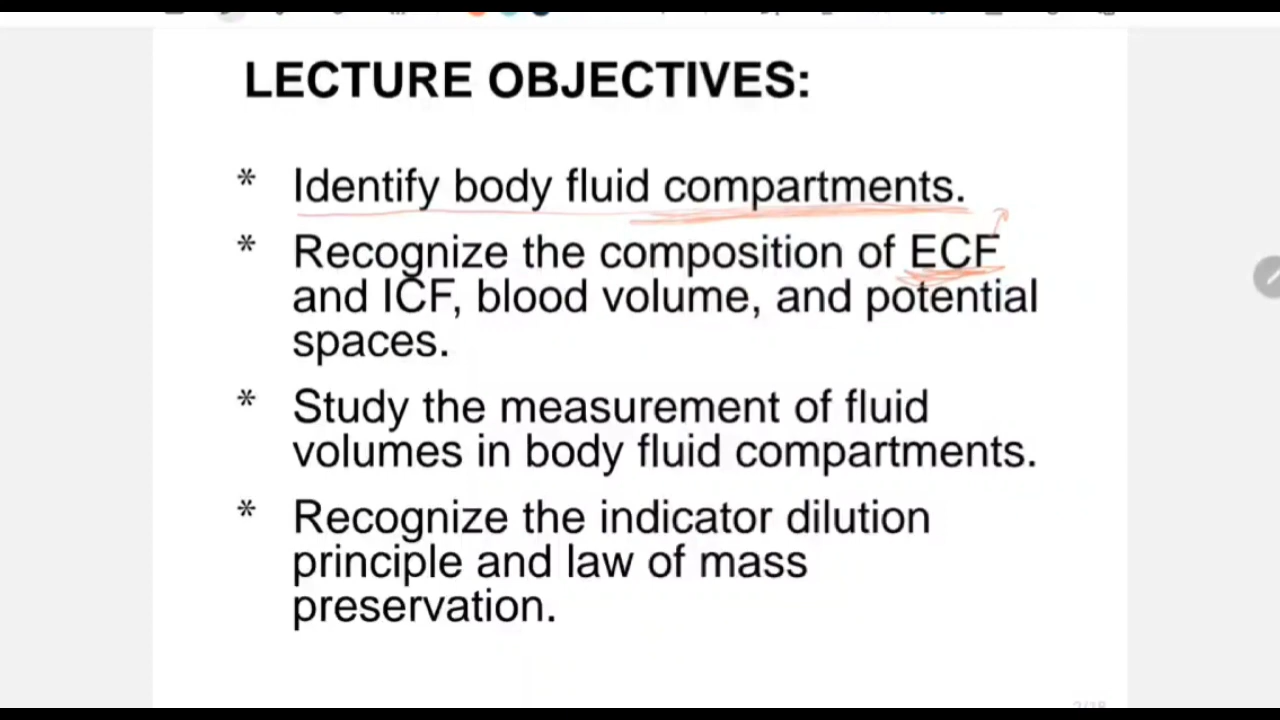 LECTURE OBJECTIVES:
* Identify body fluid compartments.
* Recognize the composition of ECF
and ICF, blood volume, and potential
spaces.
* Study the measurement of fluid
volumes in body fluid compartments.
* Recognize the indicator dilution
principle and law of mass
preservation.